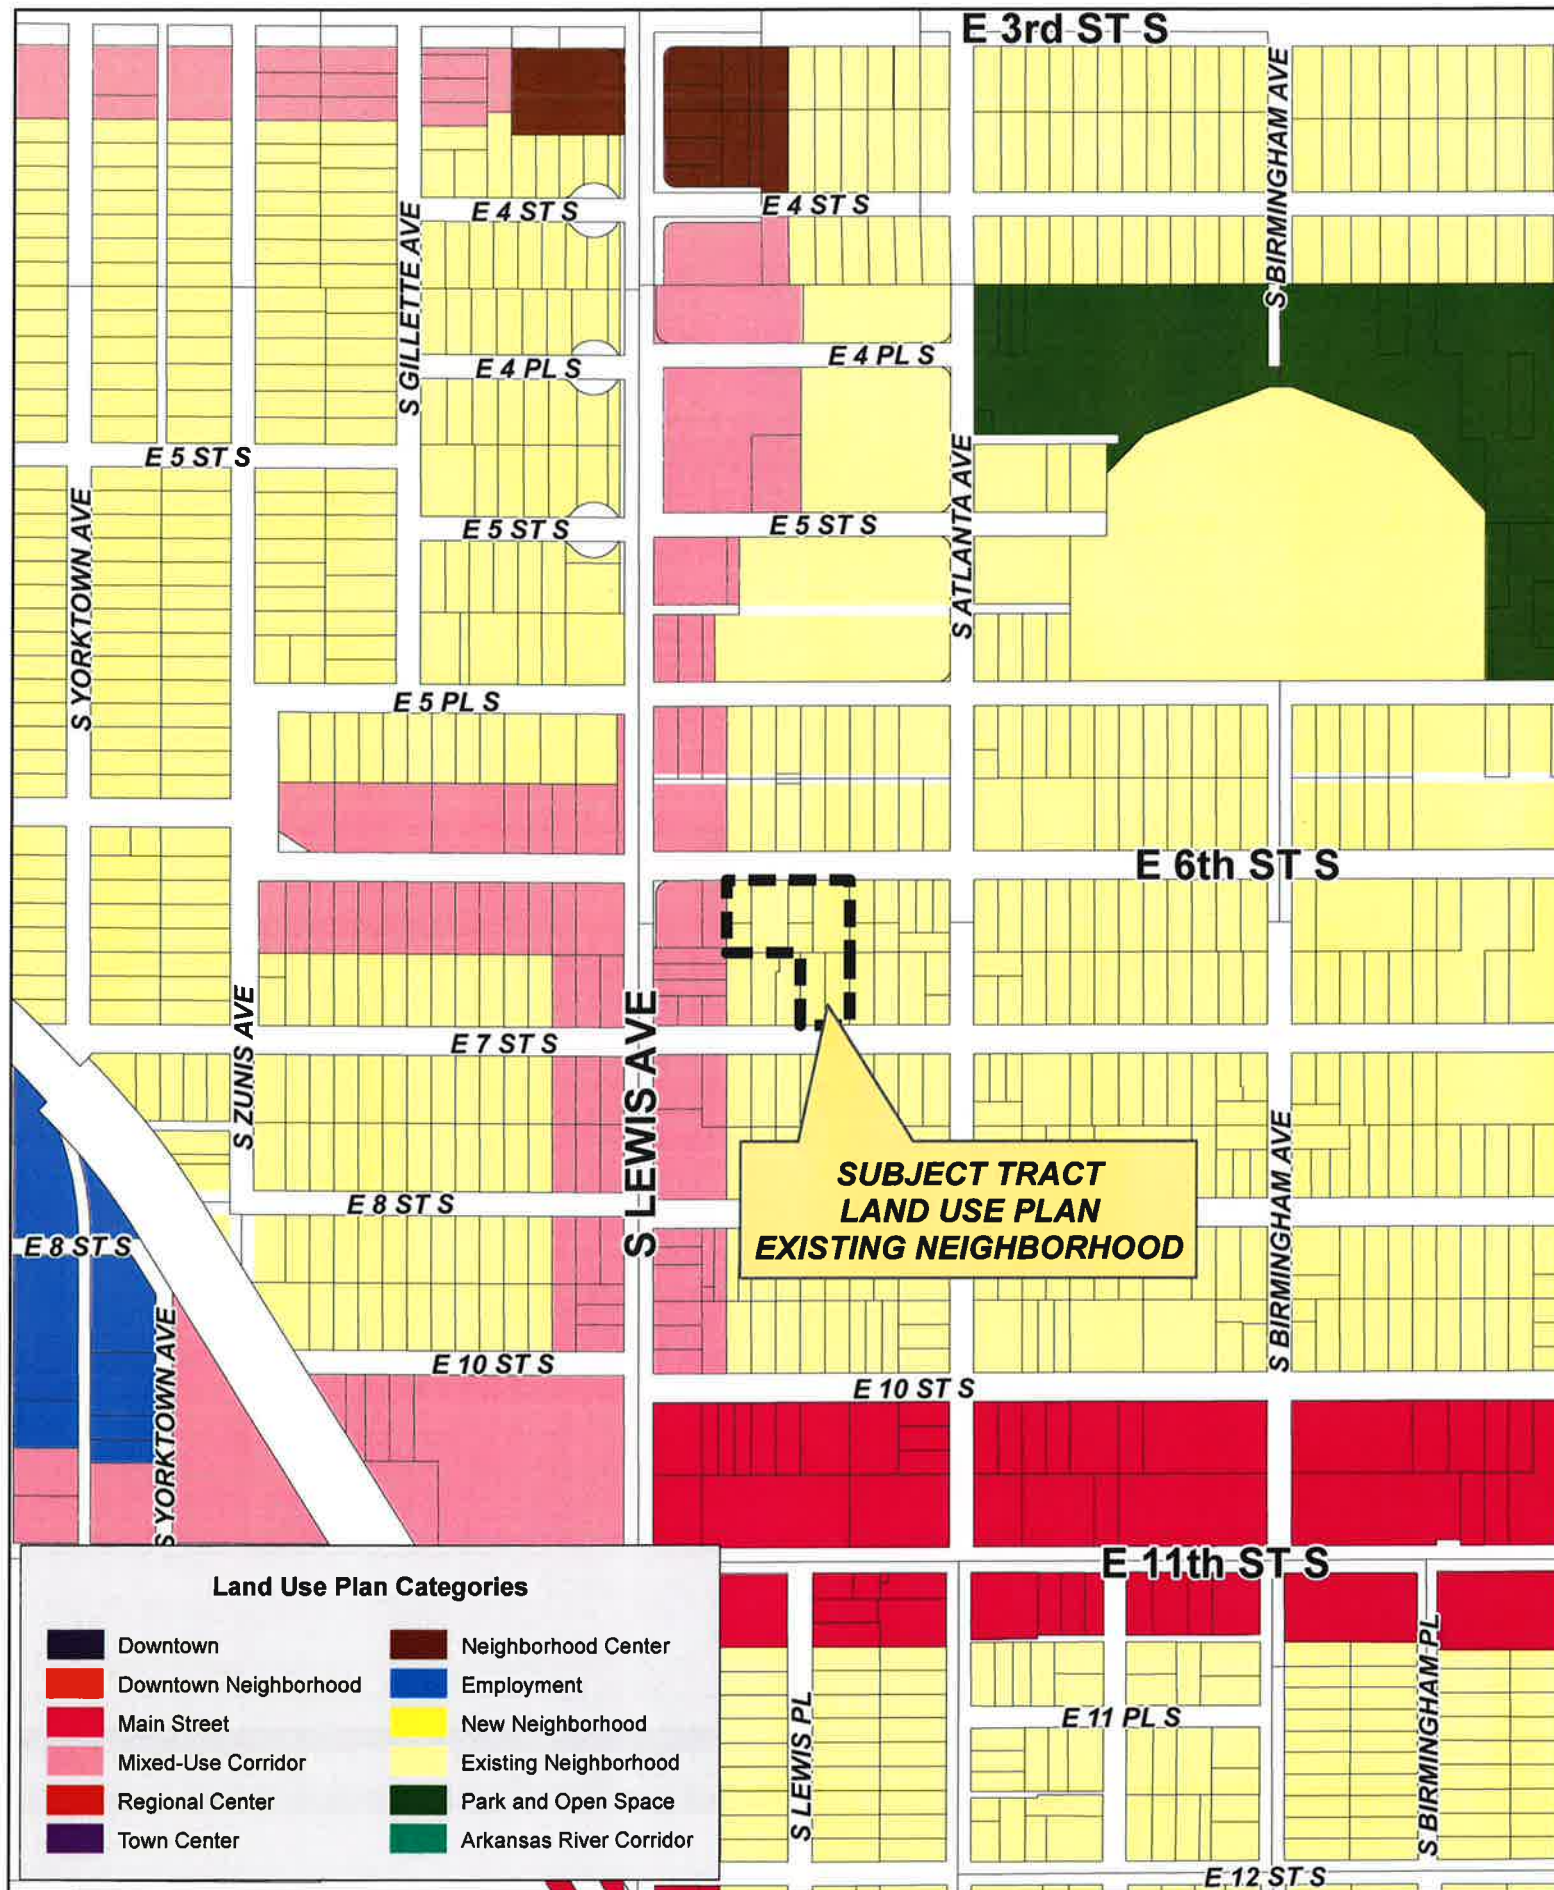 E 3rd ST S
S BIRMINGHAM AVE
E 4 ST S
E 4 ST S
S GILLETTE AVE
E 4 PL S
E 4 PL S
E 5 ST S
S YORKTOWN AVE
E 5 ST S
E 5 ST S
S ATLANTA AVE
E 5 PL S
E 6th ST S
S ZUNIS AVE
E 7 ST S
S LEWIS AVE
SUBJECT TRACT
LAND USE PLAN
EXISTING NEIGHBORHOOD
S BIRMINGHAM AVE
E 8 ST S
E 8 ST S
S YORKTOWN AVE
E 10 ST S
E 10 ST S
E 11th ST S
Land Use Plan Categories
Downtown
Downtown Neighborhood
Main Street
Mixed-Use Corridor
Regional Center
Town Center
Neighborhood Center
Employment
New Neighborhood
Existing Neighborhood
Park and Open Space
Arkansas River Corridor
S LEWIS PL
E 11 PL S
S BIRMINGHAM PL
E 12 ST S